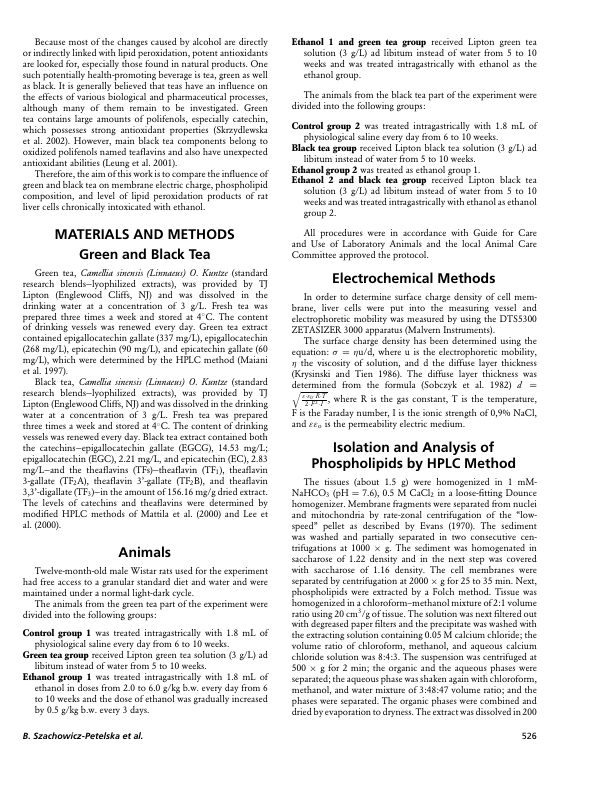 Because most of the changes caused by alcohol are directly
or indirectly linked with lipid peroxidation, potent antioxidants
are looked for, especially those found in natural products. One
such potentially health-promoting beverage is tea, green as well
as black. It is generally believed that teas have an influence on
the effects of various biological and pharmaceutical processes,
although many of them remain to be investigated. Green
tea contains large amounts of polifenols, especially catechin,
which possesses strong antioxidant properties (Skrzydlewska
et al. 2002). However, main black tea components belong to
oxidized polifenols named teaflavins and also have unexpected
antioxidant abilities (Leung et al. 2001).
Therefore, the aim of this work is to compare the influence of
green and black tea on membrane electric charge, phospholipid
composition, and level of lipid peroxidation products of rat
liver cells chronically intoxicated with ethanol.
MATERIALS AND METHODS
Green and Black Tea
Green tea, Camellia sinensis (Linnaeus) O. Kuntze (standard
research blends–lyophilized extracts), was provided by TJ
Lipton (Englewood Cliffs, NJ) and was dissolved in the
drinking water at a concentration of 3 g/L. Fresh tea was
prepared three times a week and stored at 4°C. The content
of drinking vessels was renewed every day. Green tea extract
contained epigallocatechin gallate (337 mg/L), epigallocatechin
(268 mg/L), epicatechin (90 mg/L), and epicatechin gallate (60
mg/L), which were determined by the HPLC method (Maiani
et al. 1997).
Black tea, Camellia sinensis (Linnaeus) O. Kuntze (standard
research blends–lyophilized extracts), was provided by TJ
Lipton (Englewood Cliffs, NJ) and was dissolved in drinking
water at a concentration of 3 g/L. Fresh tea was prepared
three times a week and stored at 4°C. The content of drinking
vessels was renewed every day. Black tea extract contained both
the catechins—epigallocatechin gallate (EGCG), 14.53 mg/L;
epigallocatechin (EGC), 2.21 mg/L, and epicatechin (EC), 2.83
mg/L—and the theaflavins (TFs)—theaflavin (TF1), theaflavin
3-gallate (TF2A), theaflavin 3'-gallate (TF2B), and theaflavin
3,3'-digallate (TF3)—in the amount of 156.16 mg/g dried extract.
The levels of catechins and theaflavins were determined by
modified HPLC methods of Mattila et al. (2000) and Lee et
al. (2000).
Animals
Twelve-month-old male Wistar rats used for the experiment
had free access to a granular standard diet and water and were
maintained under a normal light-dark cycle.
The animals from the green tea part of the experiment were
divided into the following groups:
Control group 1 was treated intragastrically with 1.8 mL of
physiological saline every day from 6 to 10 weeks.
Green tea group received Lipton green tea solution (3 g/L) ad
libitum instead of water from 5 to 10 weeks.
Ethanol group 1 was treated intragastrically with 1.8 mL of
ethanol in doses from 2.0 to 6.0 g/kg b.w. every day from 6
to 10 weeks and the dose of ethanol was gradually increased
by 0.5 g/kg b.w. every 3 days.
Ethanol 1 and green tea group received Lipton green tea
solution (3 g/L) ad libitum instead of water from 5 to 10
weeks and was treated intragastrically with ethanol as the
ethanol group.
The animals from the black tea part of the experiment were
divided into the following groups:
Control group 2 was treated intragastrically with 1.8 mL of
physiological saline every day from 6 to 10 weeks.
Black tea group received Lipton black tea solution (3 g/L) ad
libitum instead of water from 5 to 10 weeks.
Ethanol group 2 was treated as ethanol group 1.
Ethanol 2 and black tea group received Lipton black tea
solution (3 g/L) ad libitum instead of water from 5 to 10
weeks and was treated intragastrically with ethanol as ethanol
group 2.
All procedures were in accordance with Guide for Care
and Use of Laboratory Animals and the local Animal Care
Committee approved the protocol.
Electrochemical Methods
In order to determine surface charge density of cell mem-
brane, liver cells were put into the measuring vessel and
electrophoretic mobility was measured by using the DTS5300
ZETASIZER 3000 apparatus (Malvern Instruments).
The surface charge density has been determined using the
equation: σ = ηu/d, where u is the electrophoretic mobility,
η the viscosity of solution, and d the diffuse layer thickness
(Krysinski and Tien 1986). The diffuse layer thickness was
determined from the formula (Sobczyk et al. 1982) d =
√(ε·ε₀·R·T / 2·F²·I), where R is the gas constant, T is the temperature,
F is the Faraday number, I is the ionic strength of 0,9% NaCl,
and εε₀ is the permeability electric medium.
Isolation and Analysis of
Phospholipids by HPLC Method
The tissues (about 1.5 g) were homogenized in 1 mM-
NaHCO3 (pH = 7.6), 0.5 M CaCl2 in a loose-fitting Dounce
homogenizer. Membrane fragments were separated from nuclei
and mitochondria by rate-zonal centrifugation of the "low-
speed" pellet as described by Evans (1970). The sediment
was washed and partially separated in two consecutive cen-
trifugations at 1000 × g. The sediment was homogenized in
saccharose of 1.22 density and in the next step was covered
with saccharose of 1.16 density. The cell membranes were
separated by centrifugation at 2000 × g for 25 to 35 min. Next,
phospholipids were extracted by a Folch method. Tissue was
homogenized in a chloroform–methanol mixture of 2:1 volume
ratio using 20 cm³/g of tissue. The solution was next filtered out
with degreased paper filters and the precipitate was washed with
the extracting solution containing 0.05 M calcium chloride; the
volume ratio of chloroform, methanol, and aqueous calcium
chloride solution was 8:4:3. The suspension was centrifuged at
500 × g for 2 min; the organic and the aqueous phases were
separated; the aqueous phase was shaken again with chloroform,
methanol, and water mixture of 3:48:47 volume ratio; and the
phases were separated. The organic phases were combined and
dried by evaporation to dryness. The extract was dissolved in 200
B. Szachowicz-Petelska et al.
526